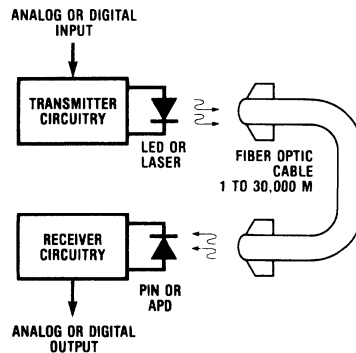 ANALOG OR DIGITAL
INPUT
TRANSMITTER
CIRCUITRY
LED OR
LASER
FIBER OPTIC
CABLE
1 TO 30,000 M
RECEIVER
CIRCUITRY
PIN OR
APD
ANALOG OR DIGITAL
OUTPUT